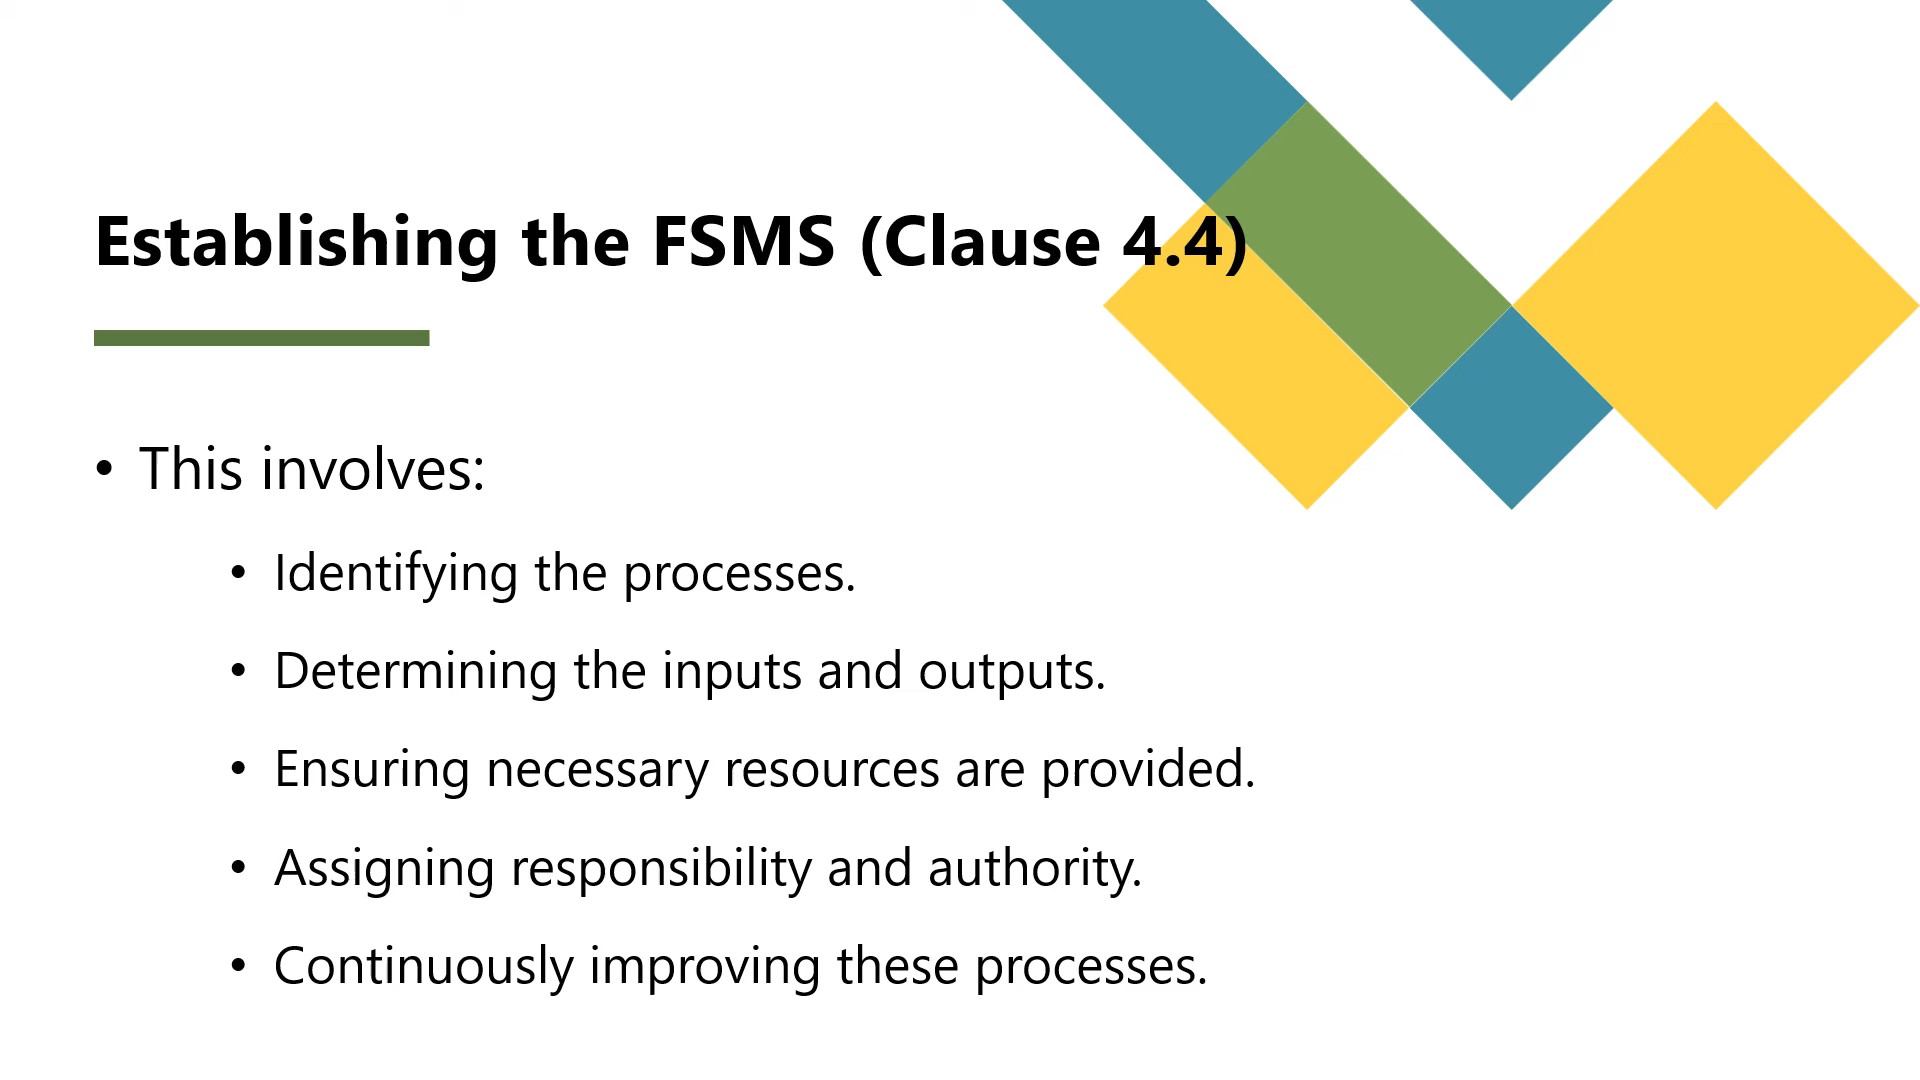 Establishing the FSMS (Clause 4.4)
• This involves:
• Identifying the processes.
• Determining the inputs and outputs.
• Ensuring necessary resources are provided.
• Assigning responsibility and authority.
• Continuously improving these processes.